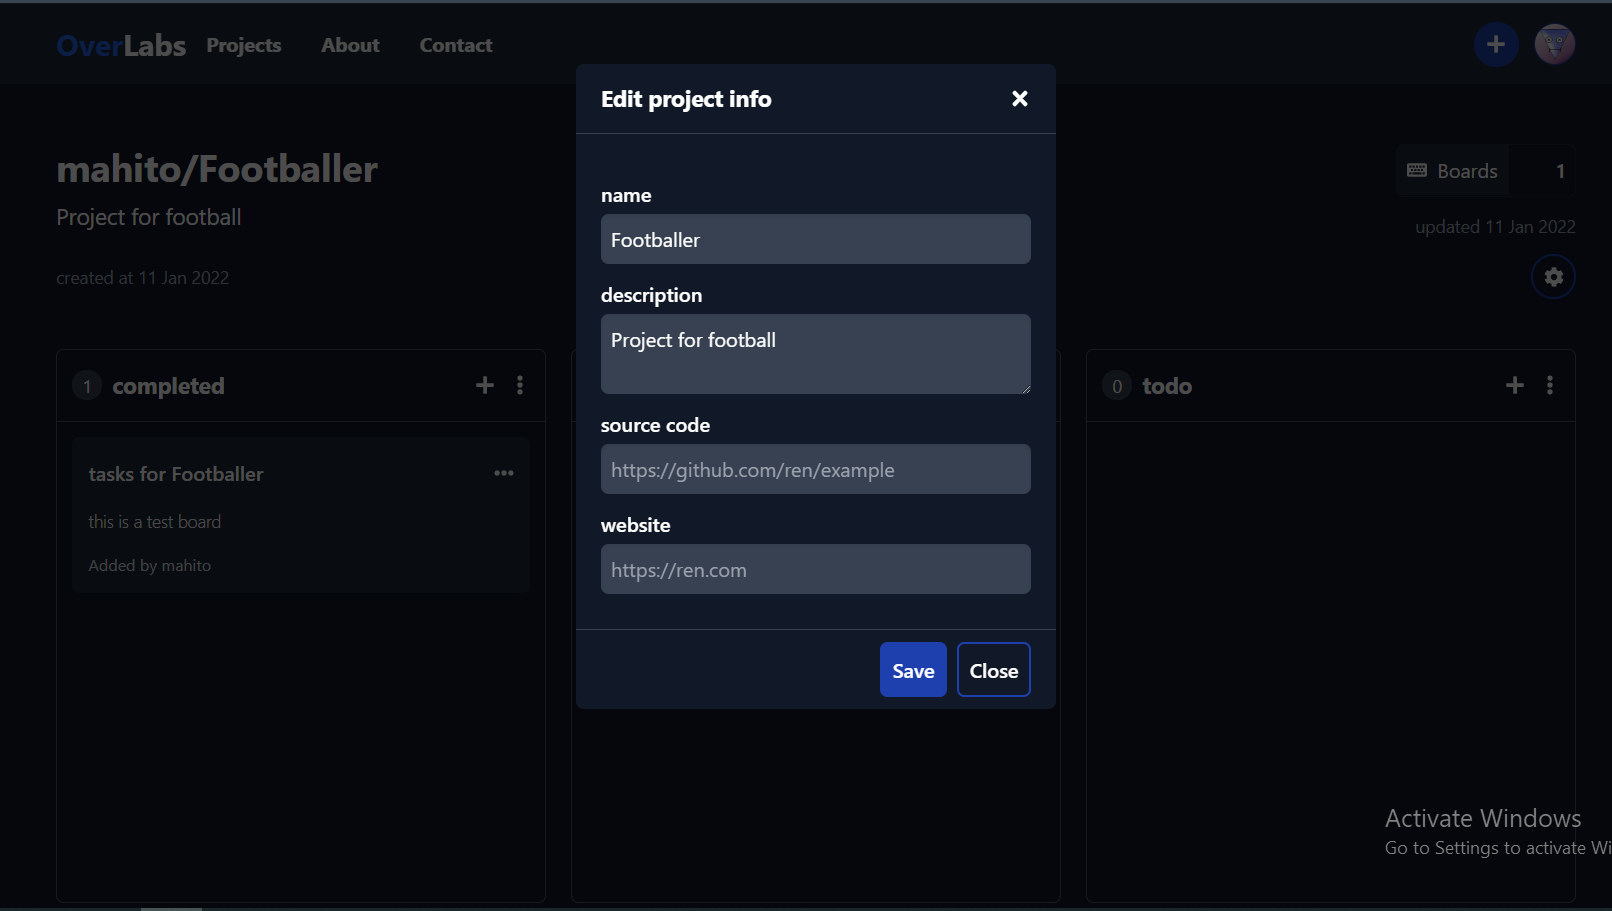 OverLabs Projects About Contact
Edit project info
mahito/Footballer
Project for football
created at 11 Jan 2022
Boards 1
updated 11 Jan 2022
name
Footballer
description
Project for football
source code
https://github.com/ren/example
website
https://ren.com
Save Close
1 completed
tasks for Footballer
this is a test board
Added by mahito
0 todo
Activate Windows
Go to Settings to activate Wi